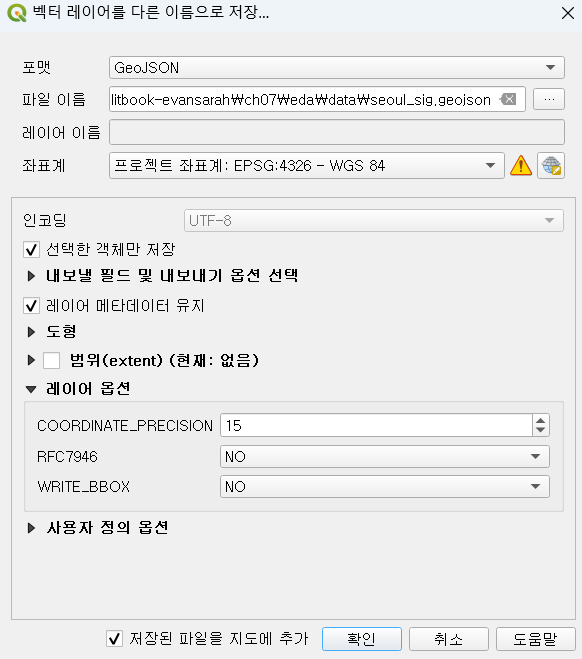 벡터 레이어를 다른 이름으로 저장...
포맷 GeoJSON
파일 이름 litbook-evansarah₩ch07₩eda₩data₩seoul_sig.geojson ...
레이어 이름
좌표계 프로젝트 좌표계: EPSG:4326 - WGS 84
인코딩 UTF-8
선택한 객체만 저장
내보낼 필드 및 내보내기 옵션 선택
레이어 메타데이터 유지
도형
범위(extent) (현재: 없음)
레이어 옵션
COORDINATE_PRECISION 15
RFC7946 NO
WRITE_BBOX NO
사용자 정의 옵션
저장된 파일을 지도에 추가 확인 취소 도움말